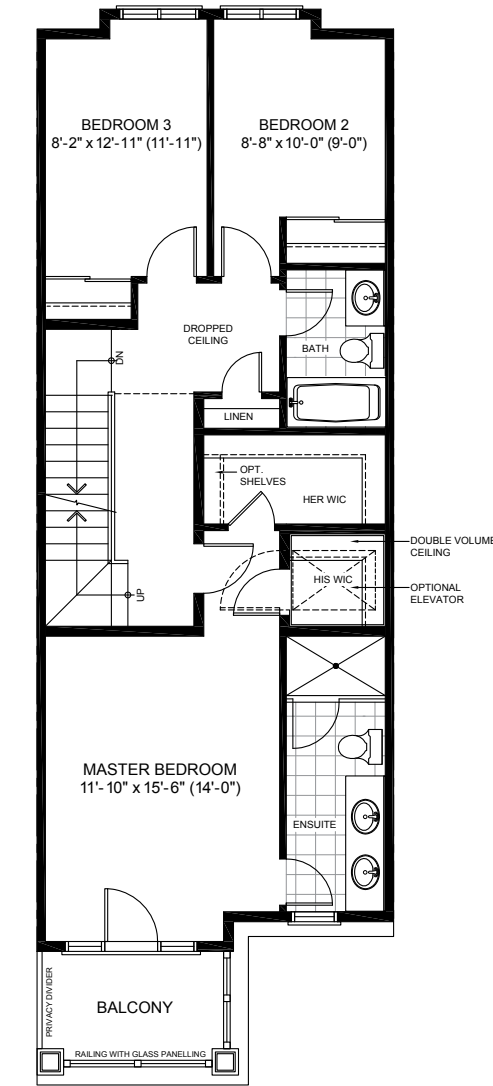 BEDROOM 3
8'-2" x 12'-11" (11'-11")
BEDROOM 2
8'-8" x 10'-0" (9'-0")
DROPPED
CEILING
BATH
DN
LINEN
OPT.
SHELVES
HER WIC
DOUBLE VOLUME
CEILING
HIS WIC
OPTIONAL
ELEVATOR
UP
MASTER BEDROOM
11'-10" x 15'-6" (14'-0")
ENSUITE
PRIVACY DIVIDER
BALCONY
RAILING WITH GLASS PANELLING